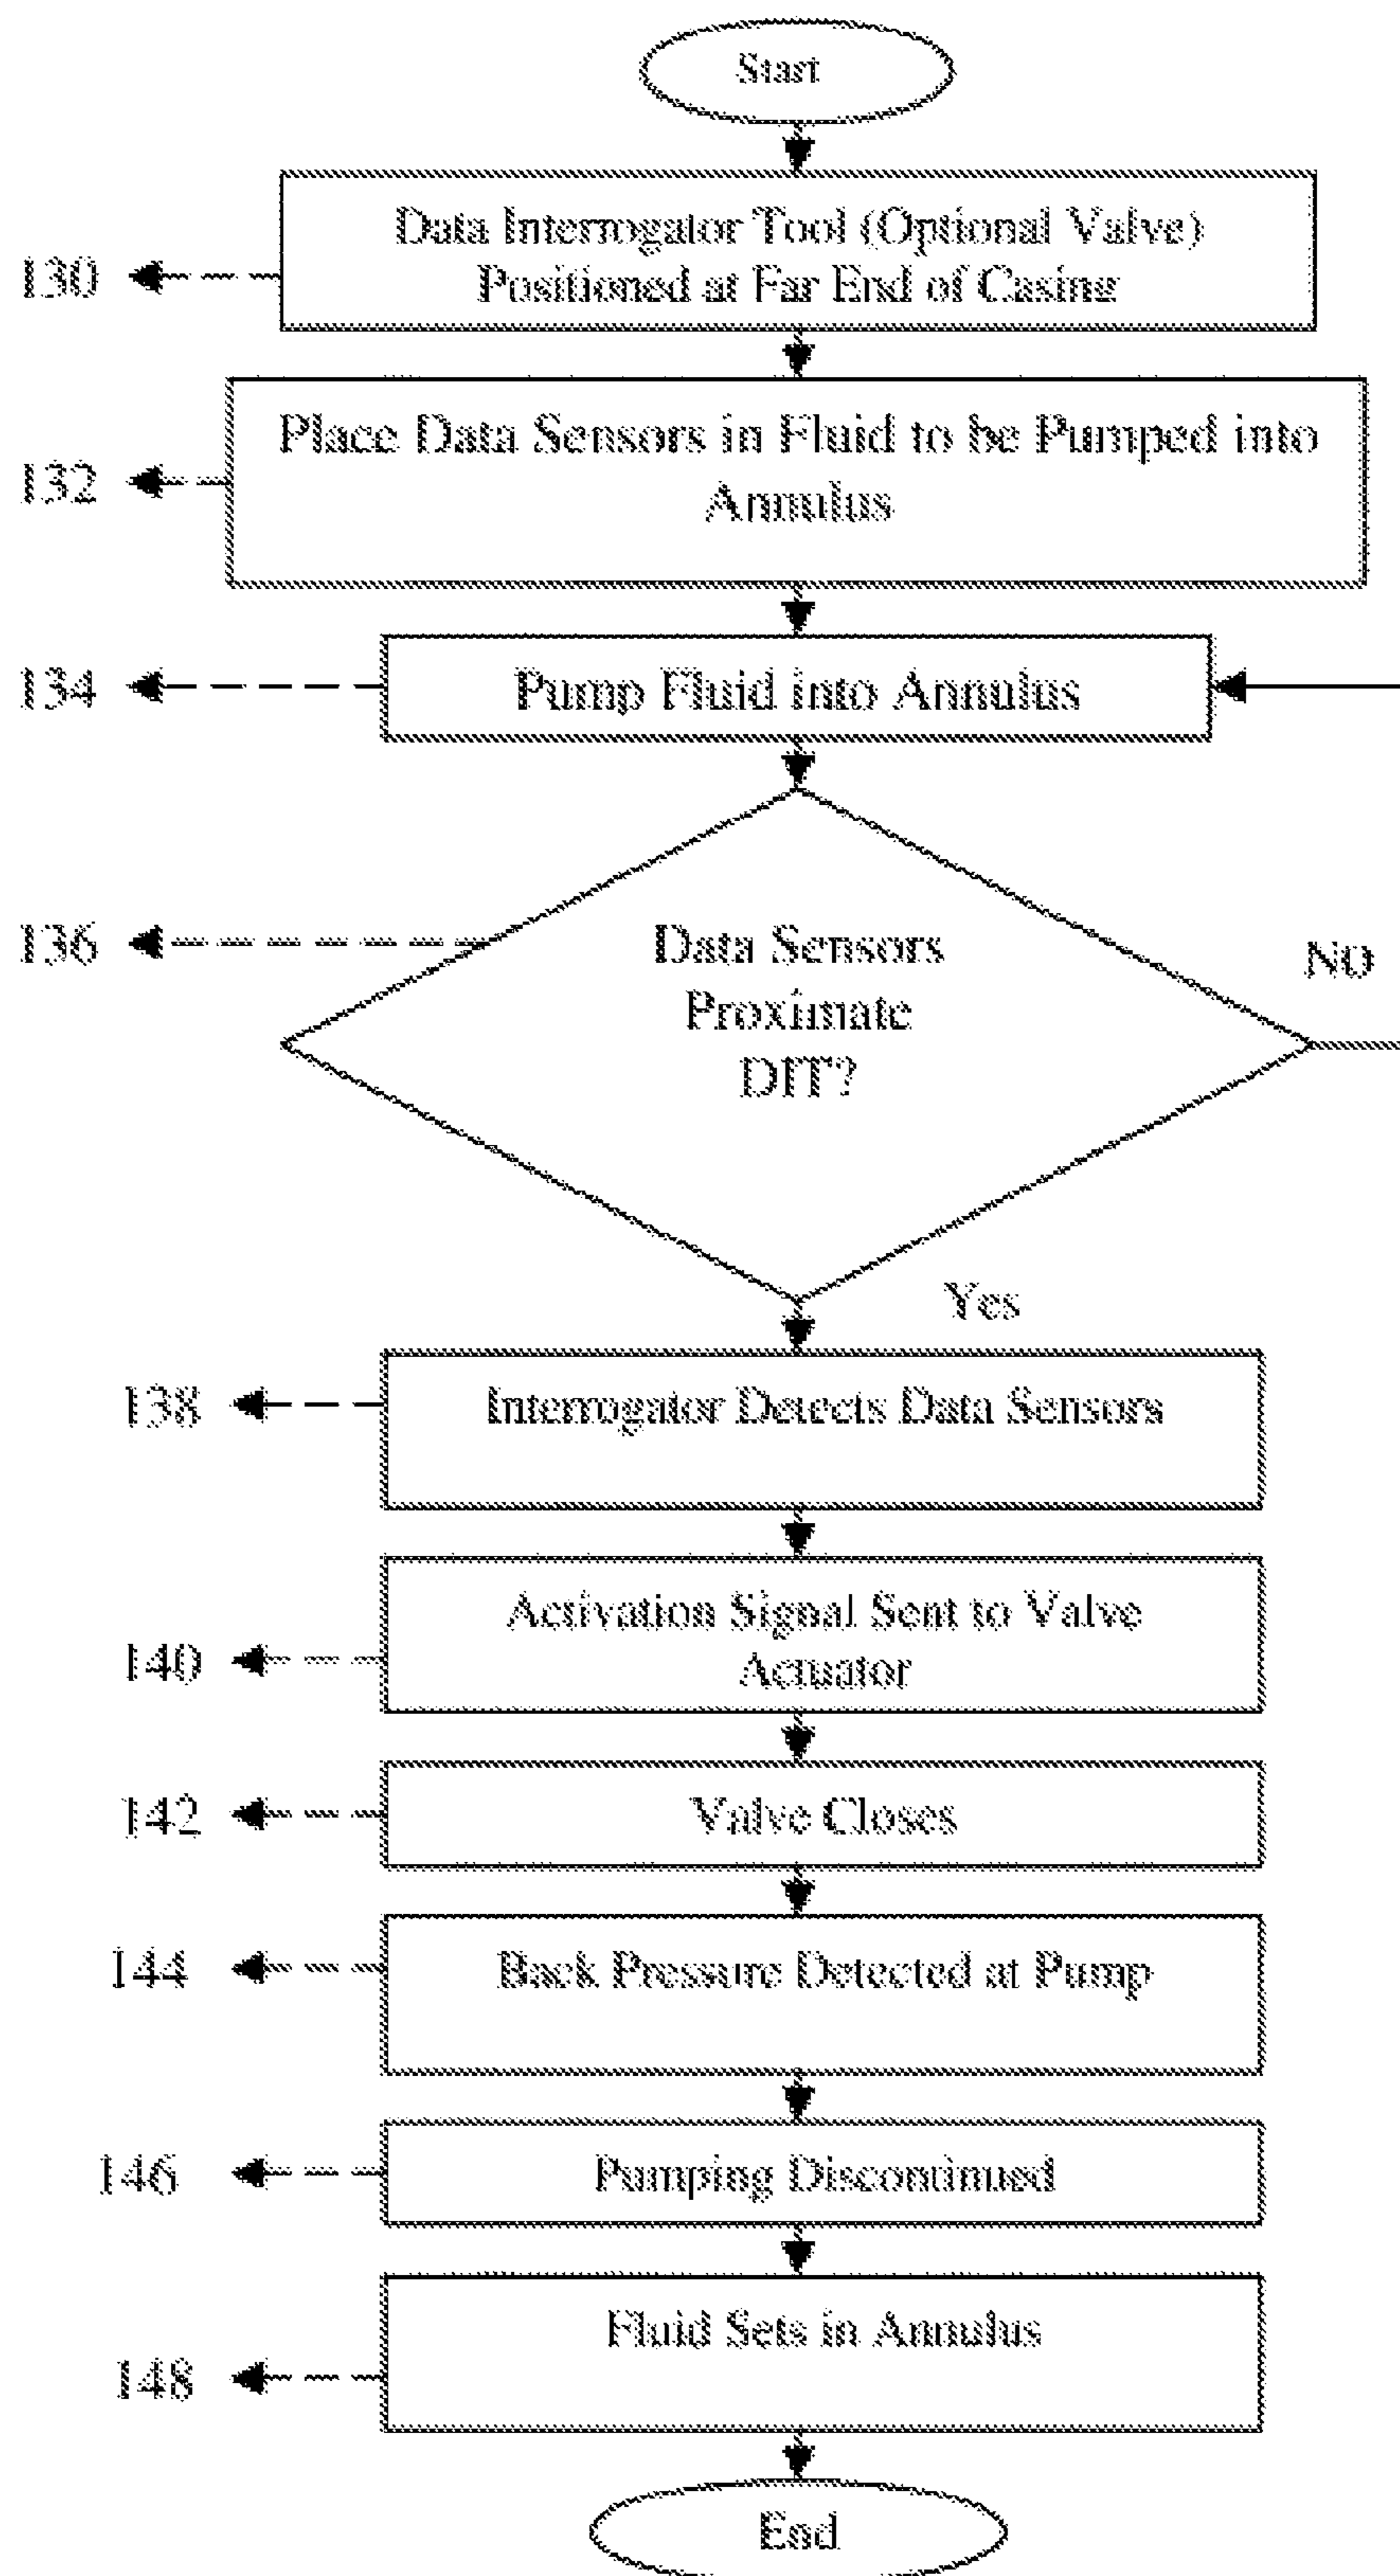 Start
Data Interrogator Tool (Optional Valve)
Positioned at Far End of Casing
130
Place Data Sensors in Fluid to be Pumped into
Annulus
132
Pump Fluid into Annulus
134
Data Sensors
Proximate
DIT?
136
NO
Yes
Interrogator Detects Data Sensors
138
Activation Signal Sent to Valve
Actuator
140
Valve Closes
142
Back Pressure Detected at Pump
144
Pumping Discontinued
146
Fluid Sets in Annulus
148
End